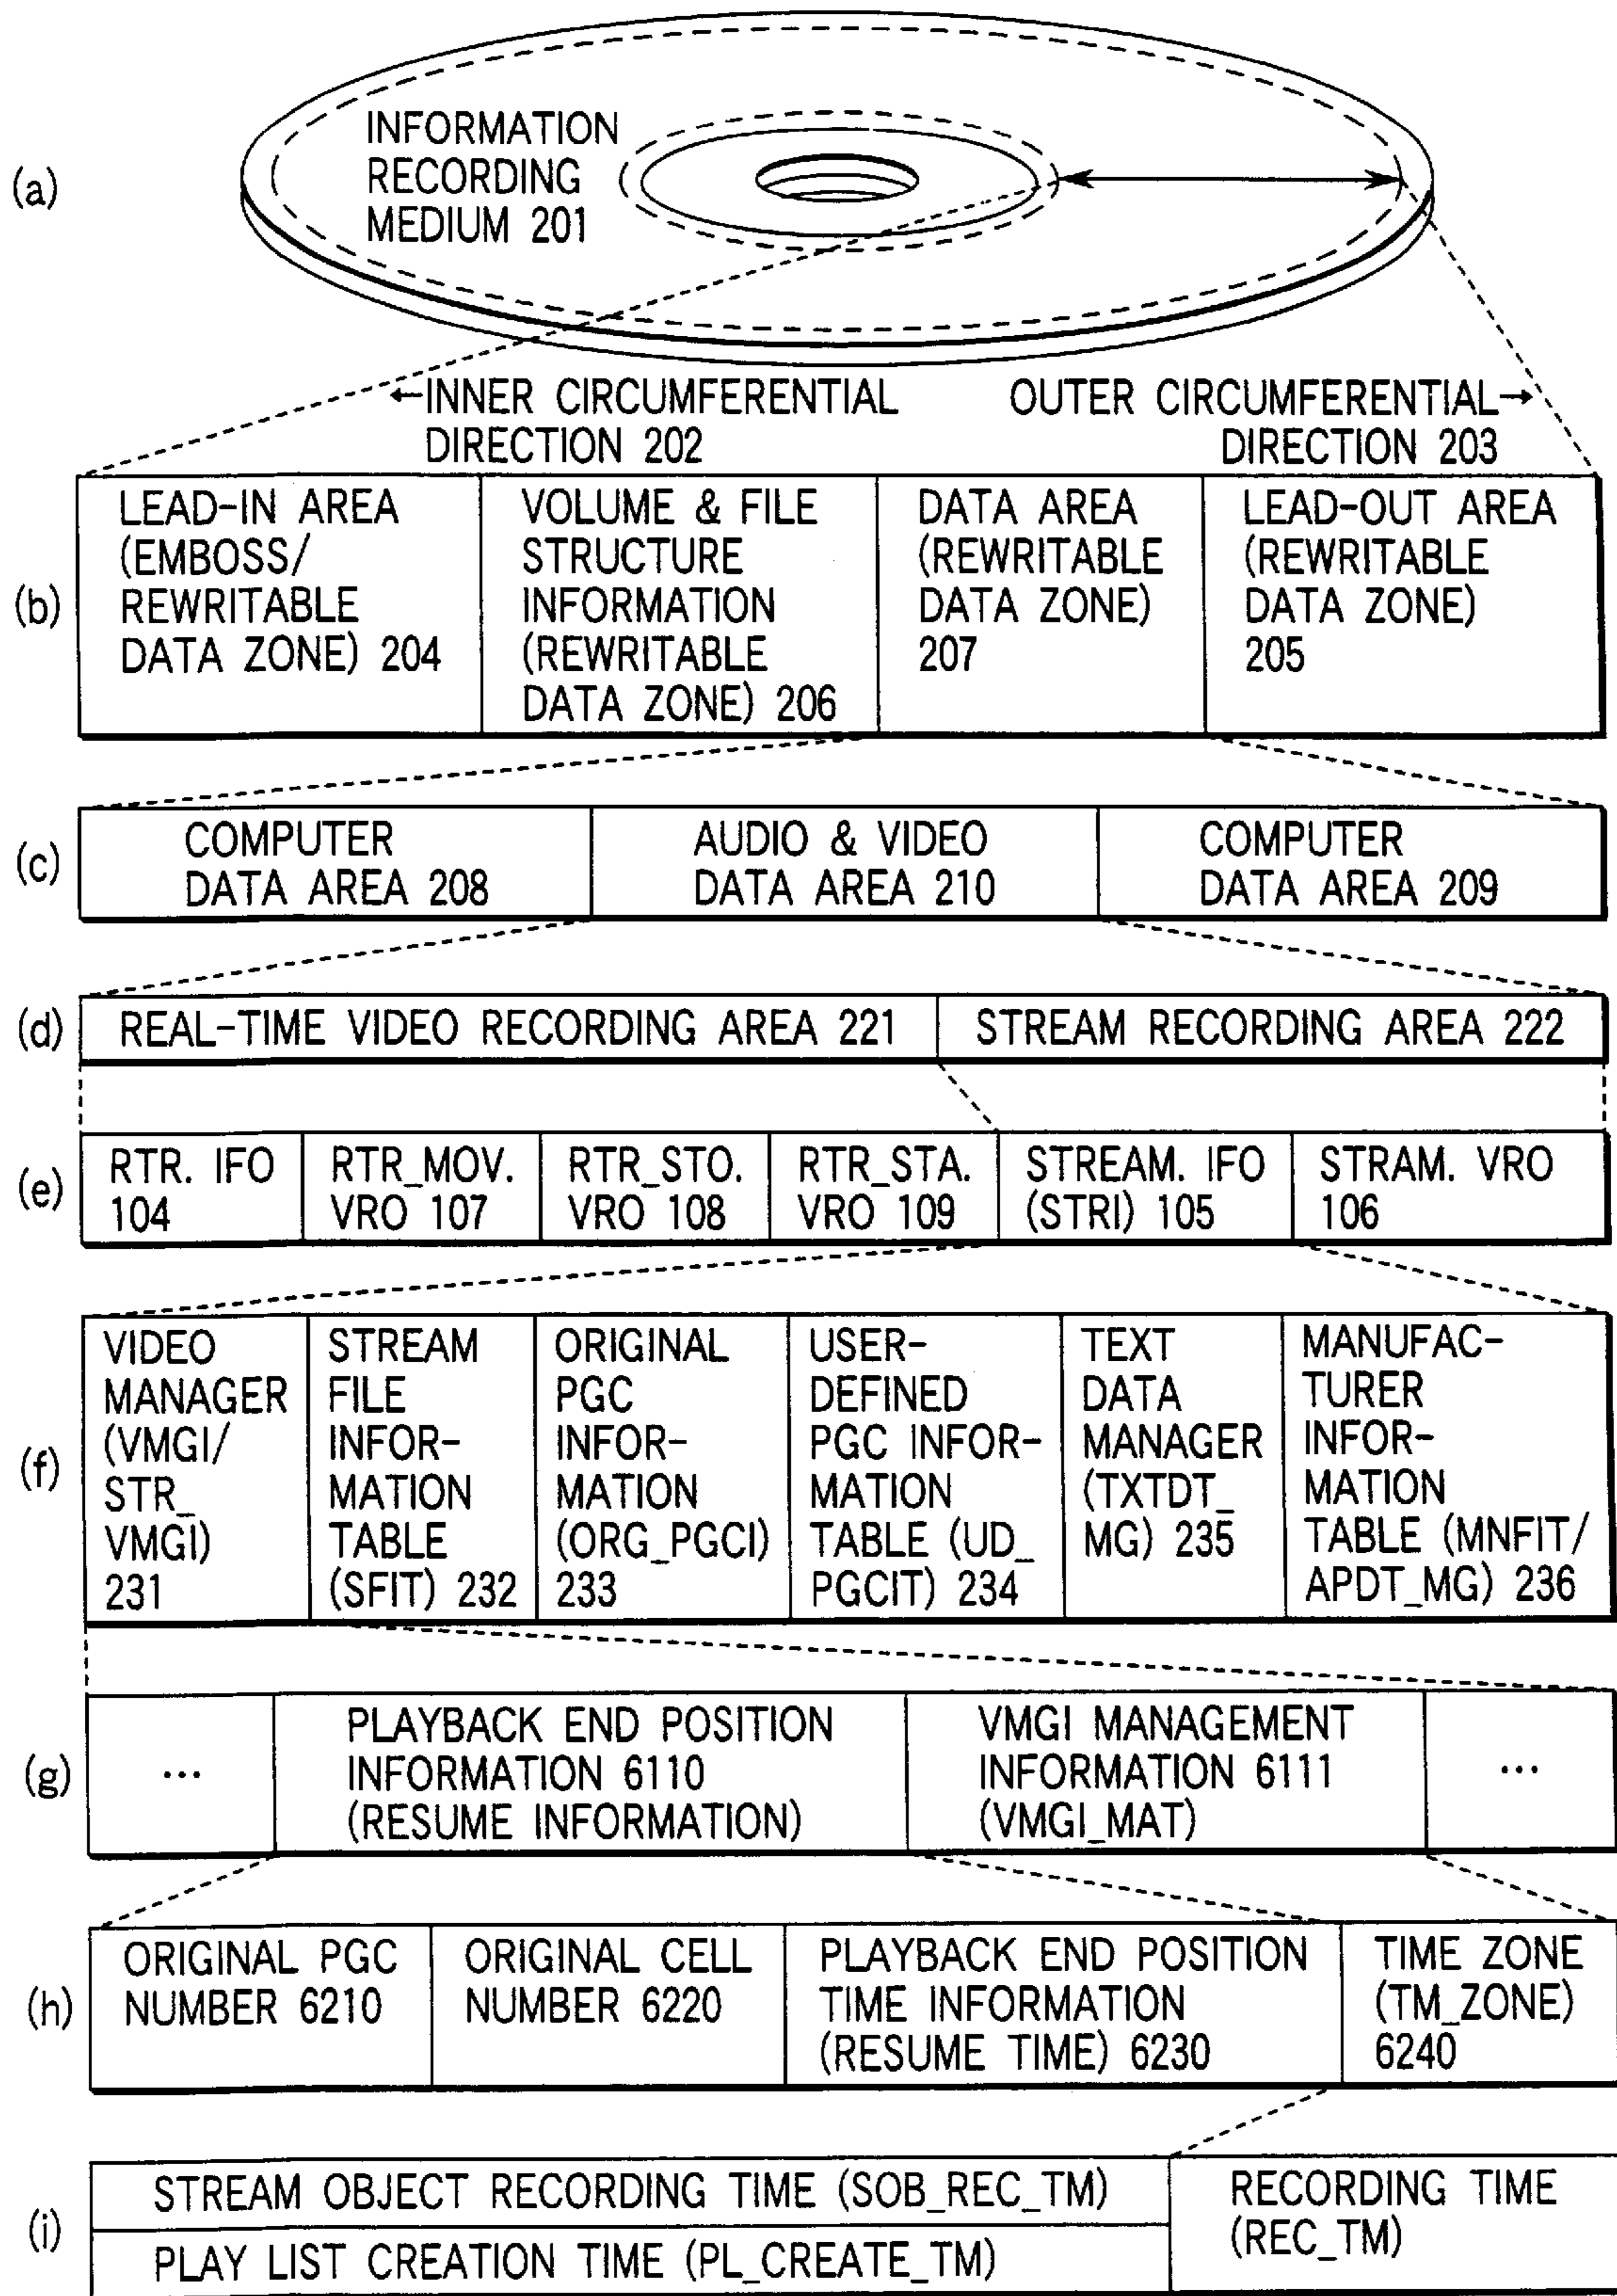 (a)
INFORMATION
RECORDING
MEDIUM 201
←INNER CIRCUMFERENTIAL
DIRECTION 202
OUTER CIRCUMFERENTIAL→
DIRECTION 203
(b)
LEAD-IN AREA
(EMBOSS/
REWRITABLE
DATA ZONE) 204
VOLUME & FILE
STRUCTURE
INFORMATION
(REWRITABLE
DATA ZONE) 206
DATA AREA
(REWRITABLE
DATA ZONE)
207
LEAD-OUT AREA
(REWRITABLE
DATA ZONE)
205
(c)
COMPUTER
DATA AREA 208
AUDIO & VIDEO
DATA AREA 210
COMPUTER
DATA AREA 209
(d)
REAL-TIME VIDEO RECORDING AREA 221
STREAM RECORDING AREA 222
(e)
RTR. IFO
104
RTR_MOV.
VRO 107
RTR_STO.
VRO 108
RTR_STA.
VRO 109
STREAM. IFO
(STRI) 105
STRAM. VRO
106
(f)
VIDEO
MANAGER
(VMGI/
STR_
VMGI)
231
STREAM
FILE
INFOR-
MATION
TABLE
(SFIT) 232
ORIGINAL
PGC
INFOR-
MATION
(ORG_PGCI)
233
USER-
DEFINED
PGC INFOR-
MATION
TABLE (UD_
PGCIT) 234
TEXT
DATA
MANAGER
(TXTDT_
MG) 235
MANUFAC-
TURER
INFOR-
MATION
TABLE (MNFIT/
APDT_MG) 236
(g)
...
PLAYBACK END POSITION
INFORMATION 6110
(RESUME INFORMATION)
VMGI MANAGEMENT
INFORMATION 6111
(VMGI_MAT)
...
(h)
ORIGINAL PGC
NUMBER 6210
ORIGINAL CELL
NUMBER 6220
PLAYBACK END POSITION
TIME INFORMATION
(RESUME TIME) 6230
TIME ZONE
(TM_ZONE)
6240
(i)
STREAM OBJECT RECORDING TIME (SOB_REC_TM)
PLAY LIST CREATION TIME (PL_CREATE_TM)
RECORDING TIME
(REC_TM)